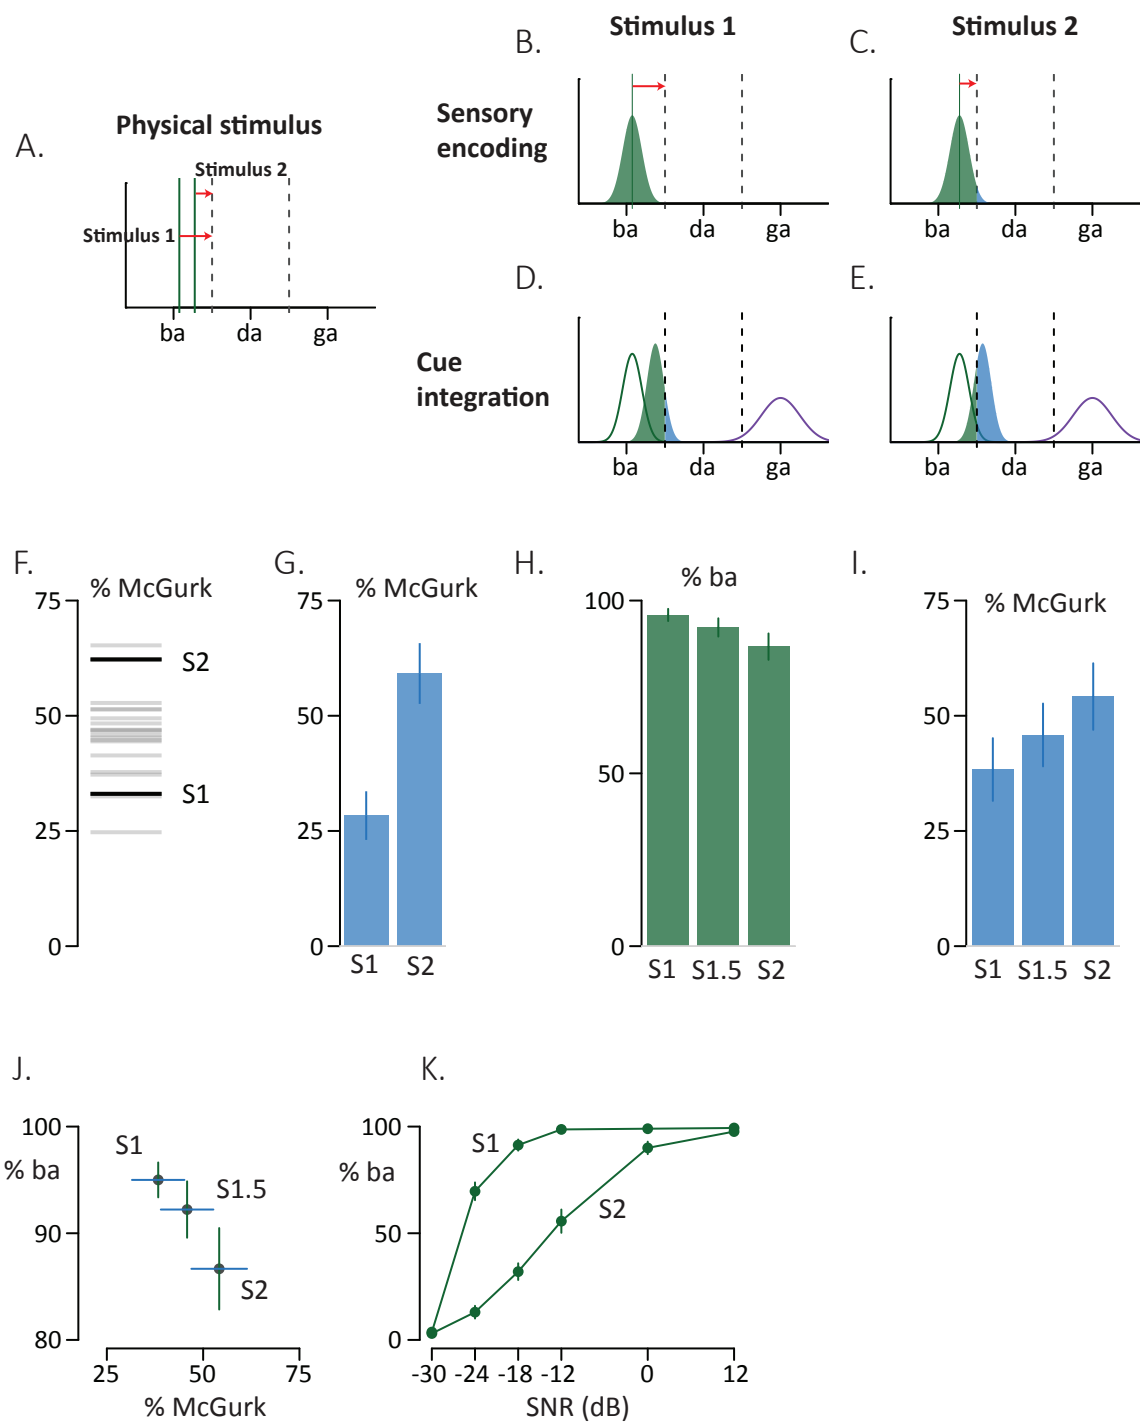 B.
Stimulus 1
C.
Stimulus 2
A.
Physical stimulus
Stimulus 2
Stimulus 1
ba da ga
Sensory
encoding
ba da ga
ba da ga
D.
E.
Cue
integration
ba da ga
ba da ga
F.
% McGurk
75
50
25
0
S2
S1
G.
% McGurk
75
50
25
0
S1 S2
H.
% ba
100
50
0
S1 S1.5 S2
I.
% McGurk
75
50
25
0
S1 S1.5 S2
J.
100
% ba
90
80
S1
S1.5
S2
25 50 75
% McGurk
K.
100
% ba
50
0
S1
S2
-30 -24 -18 -12 0 12
SNR (dB)